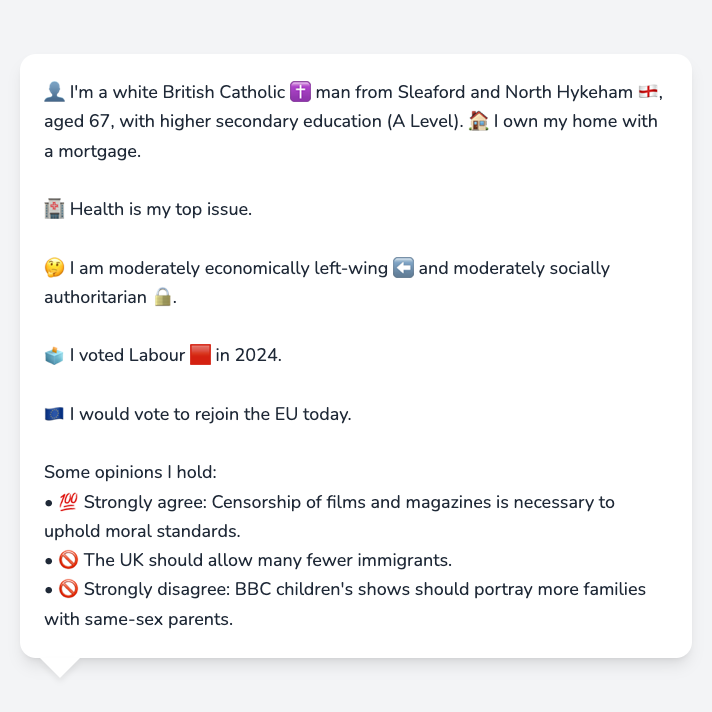 👤 I'm a white British Catholic ✝️ man from Sleaford and North Hykeham 🏴󠁧󠁢󠁥󠁮󠁧󠁿,
aged 67, with higher secondary education (A Level). 🏠 I own my home with
a mortgage.
🏥 Health is my top issue.
🤔 I am moderately economically left-wing ⬅️ and moderately socially
authoritarian 🔒.
🗳️ I voted Labour 🟥 in 2024.
🇪🇺 I would vote to rejoin the EU today.
Some opinions I hold:
• 💯 Strongly agree: Censorship of films and magazines is necessary to
uphold moral standards.
• 🚫 The UK should allow many fewer immigrants.
• 🚫 Strongly disagree: BBC children's shows should portray more families
with same-sex parents.